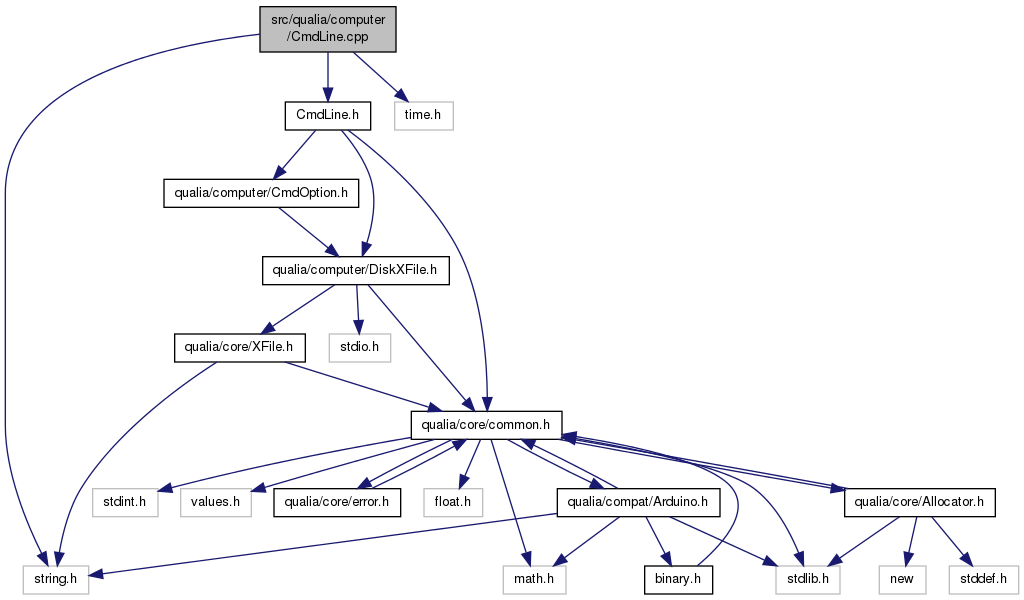 src/qualia/computer
/CmdLine.cpp
CmdLine.h
time.h
qualia/computer/CmdOption.h
qualia/computer/DiskXFile.h
qualia/core/XFile.h
stdio.h
qualia/core/common.h
stdint.h
values.h
qualia/core/error.h
float.h
qualia/compat/Arduino.h
qualia/core/Allocator.h
string.h
math.h
binary.h
stdlib.h
new
stddef.h